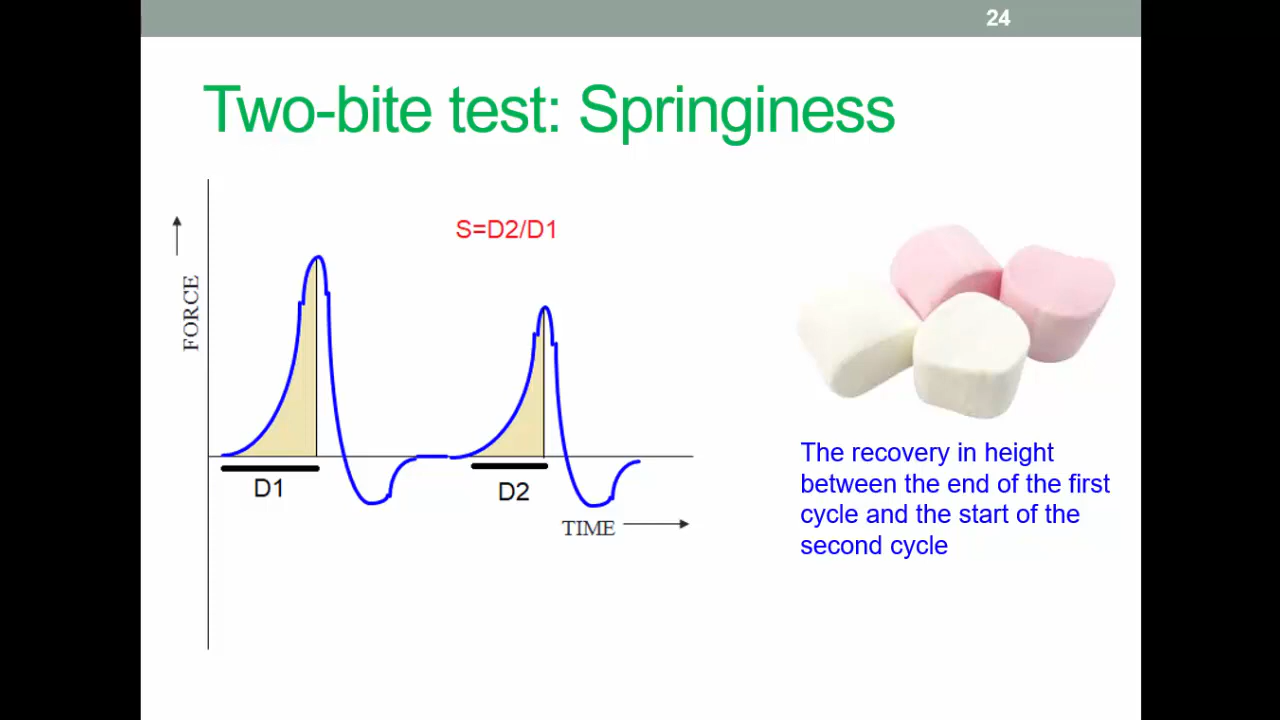 24
Two-bite test: Springiness
S=D2/D1
FORCE
D1
D2
TIME
The recovery in height
between the end of the first
cycle and the start of the
second cycle